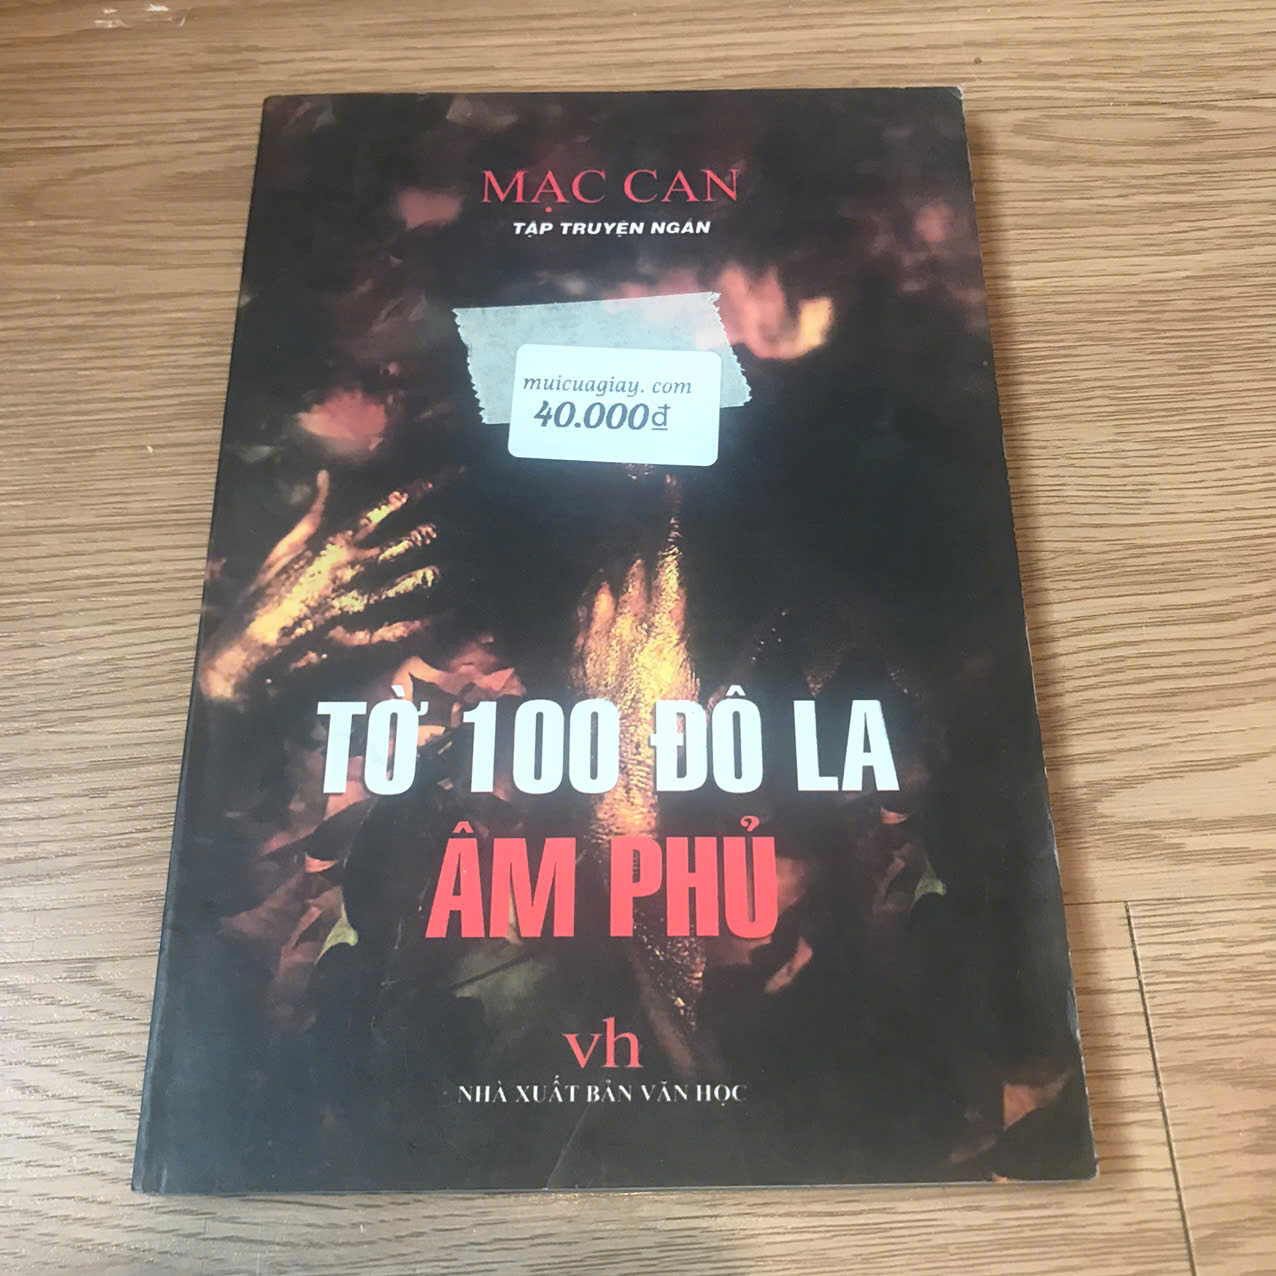 MẠC CAN
TẬP TRUYỆN NGẮN
muicuagiay. com
40.000đ
TỜ 100 ĐÔ LA
ÂM PHỦ
vh
NHÀ XUẤT BẢN VĂN HỌC